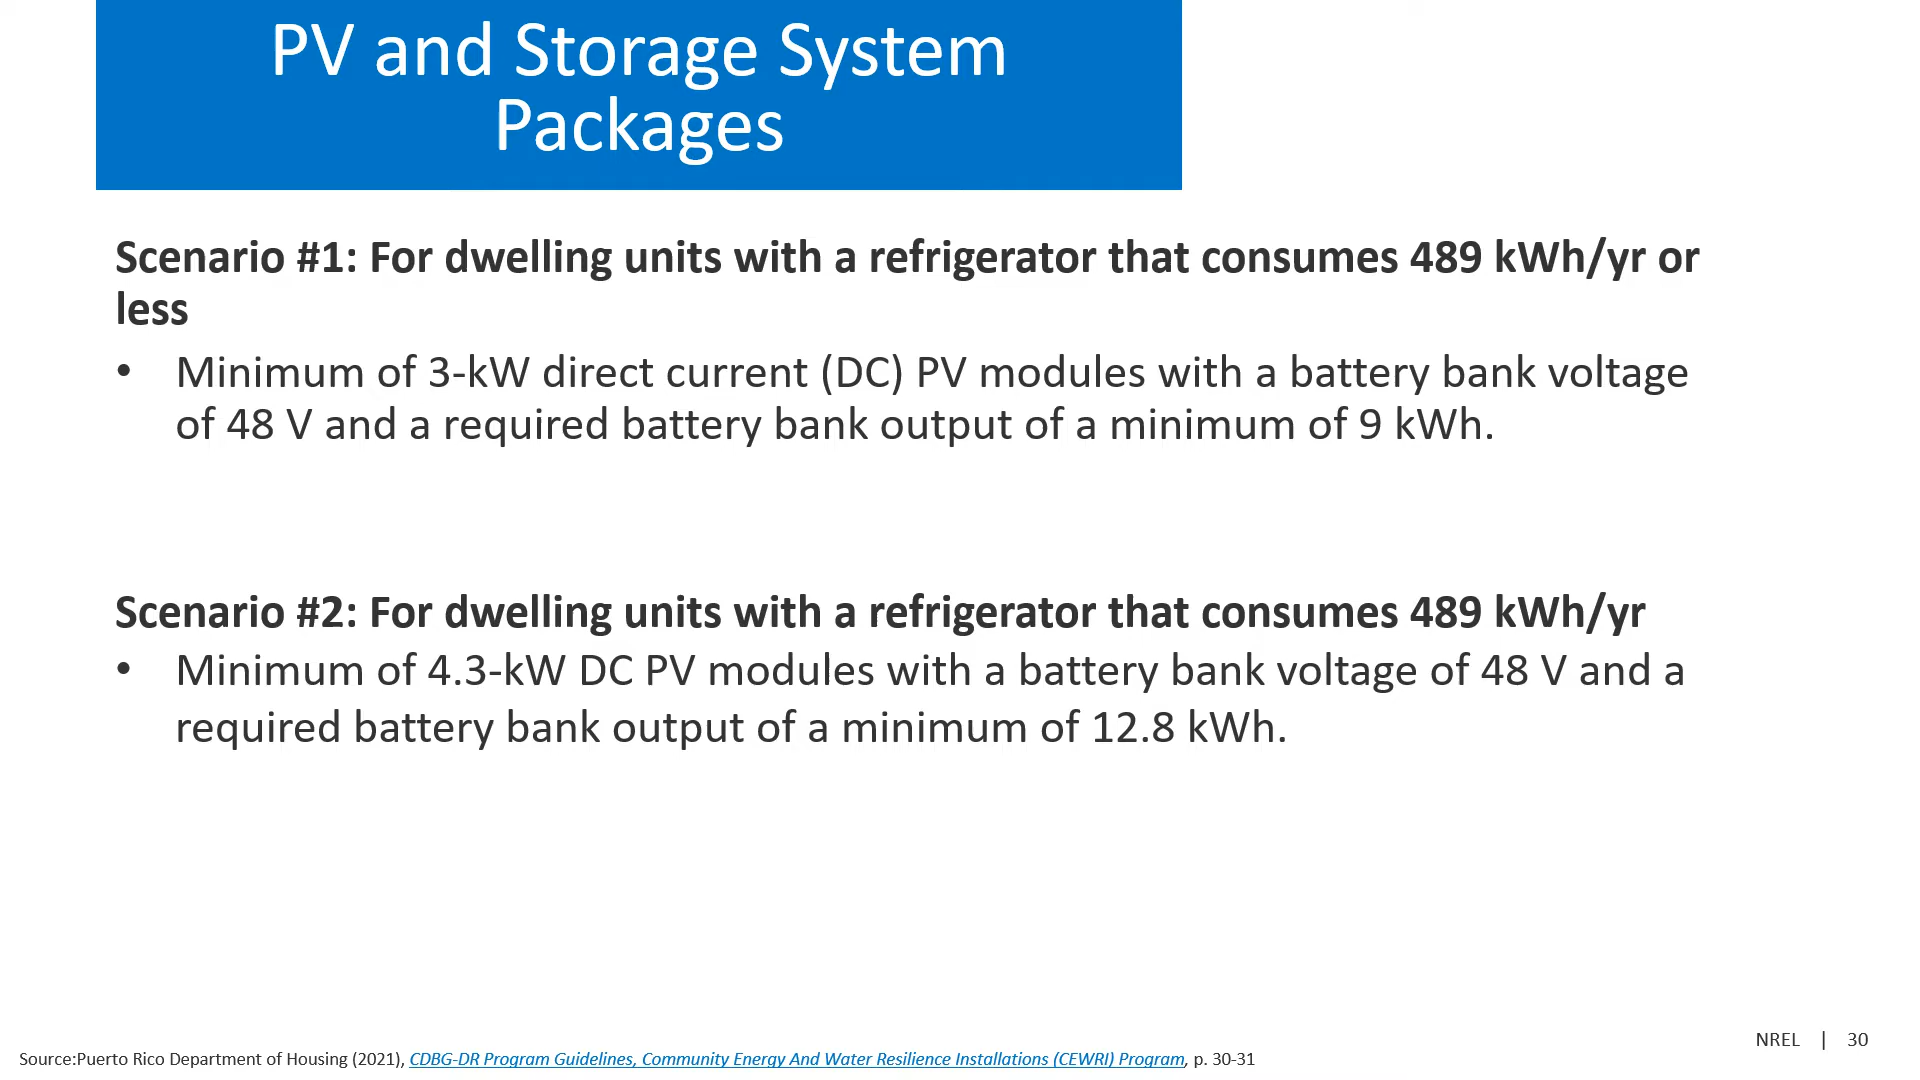 PV and Storage System
Packages
Scenario #1: For dwelling units with a refrigerator that consumes 489 kWh/yr or
less
• Minimum of 3-kW direct current (DC) PV modules with a battery bank voltage
of 48 V and a required battery bank output of a minimum of 9 kWh.
Scenario #2: For dwelling units with a refrigerator that consumes 489 kWh/yr
• Minimum of 4.3-kW DC PV modules with a battery bank voltage of 48 V and a
required battery bank output of a minimum of 12.8 kWh.
NREL | 30
Source:Puerto Rico Department of Housing (2021), CDBG-DR Program Guidelines, Community Energy And Water Resilience Installations (CEWRI) Program, p. 30-31